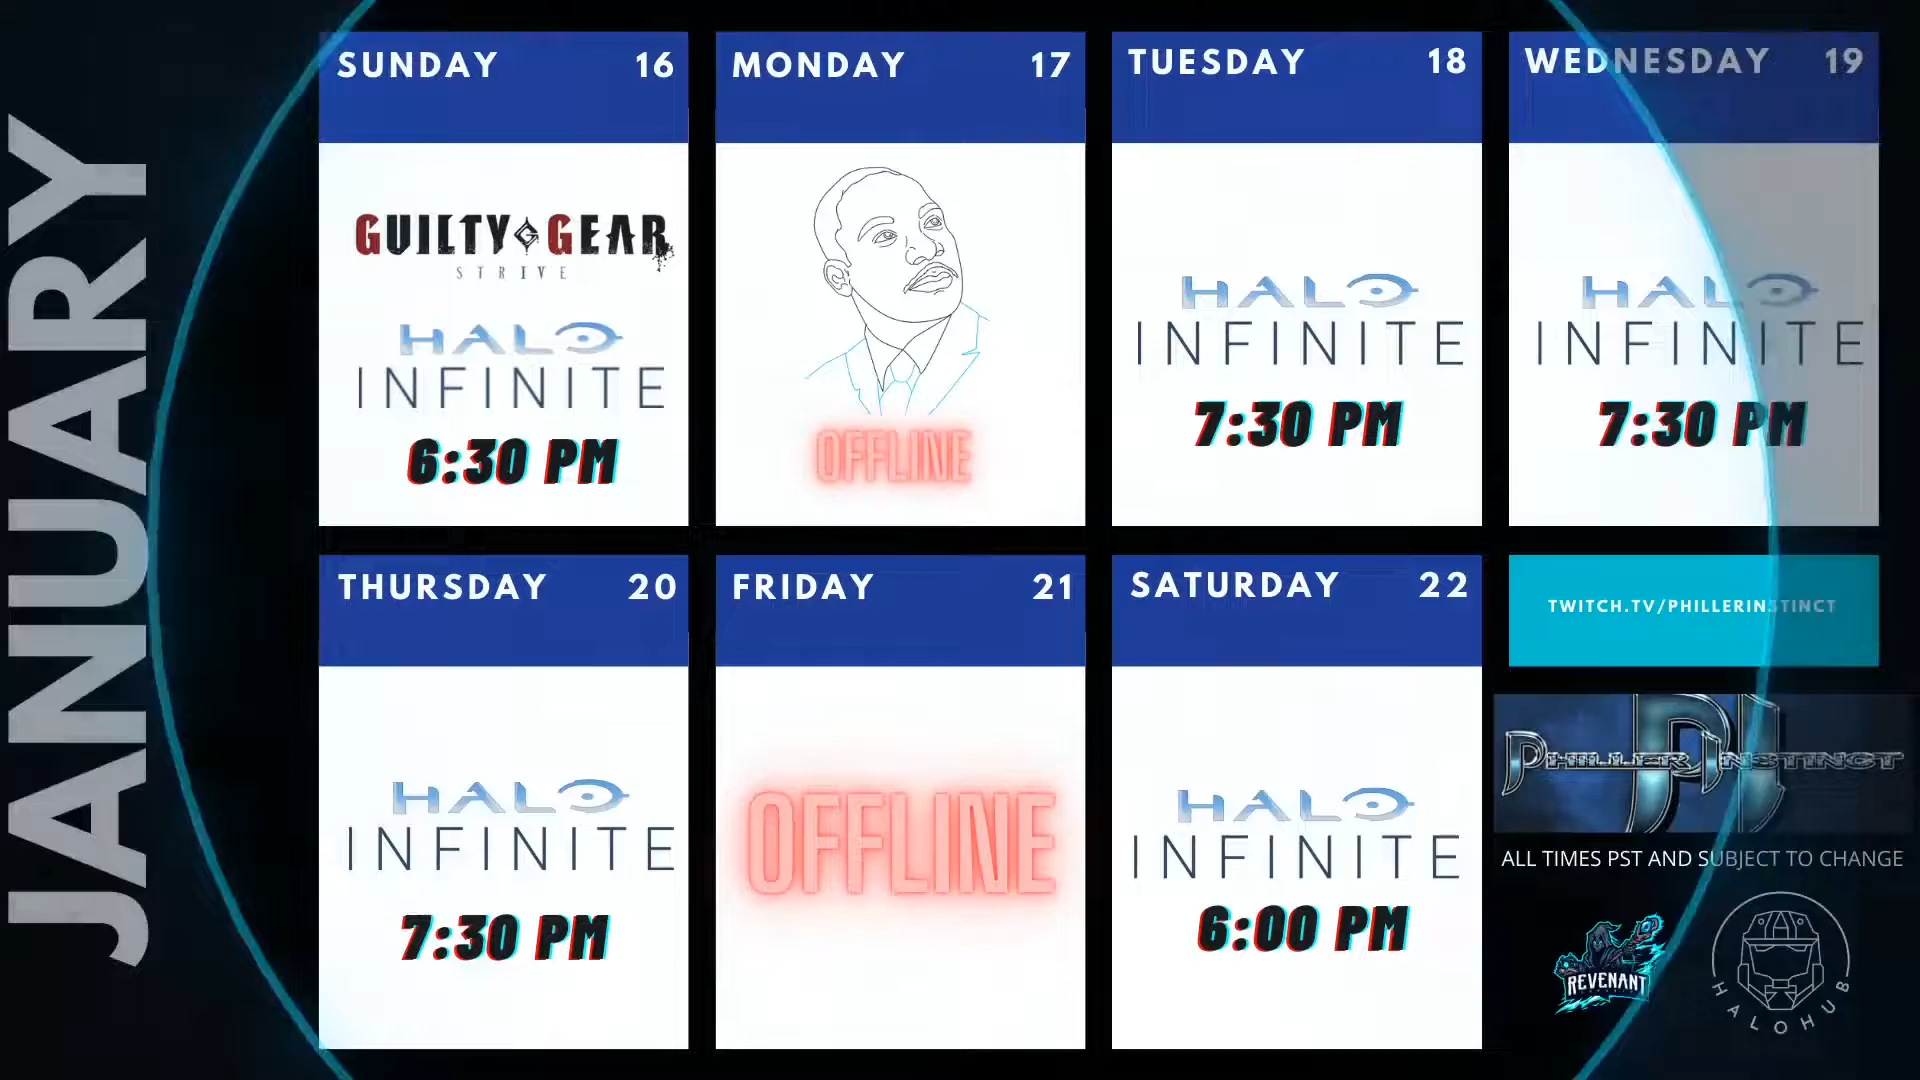 JANUARY
SUNDAY 16
GUILTY GEAR
STRIVE
HALO
INFINITE
6:30 PM
MONDAY 17
OFFLINE
TUESDAY 18
HALO
INFINITE
7:30 PM
WEDNESDAY 19
HALO
INFINITE
7:30 PM
THURSDAY 20
HALO
INFINITE
7:30 PM
FRIDAY 21
OFFLINE
SATURDAY 22
HALO
INFINITE
6:00 PM
TWITCH.TV/PHILLERINSTINCT
PHILLER INSTINCT
ALL TIMES PST AND SUBJECT TO CHANGE
REVENANT
HALOHUB